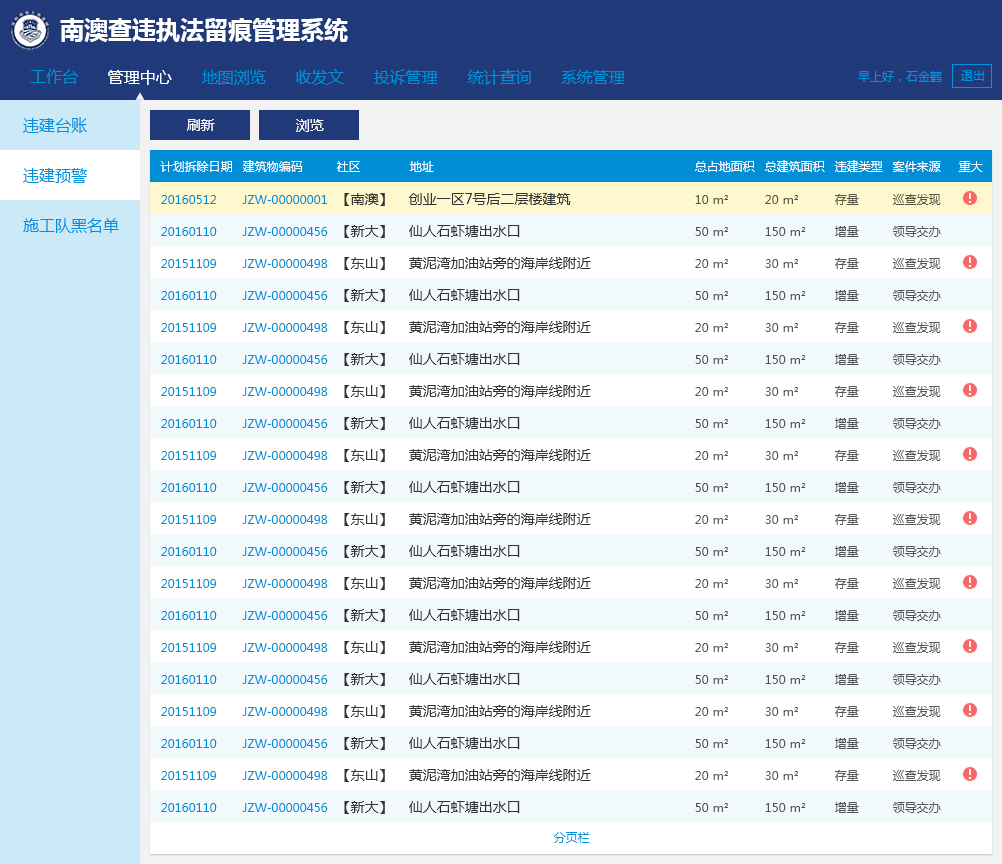 南澳查违执法留痕管理系统
工作台 管理中心 地图浏览 收发文 投诉管理 统计查询 系统管理 早上好，石金鹤 退出
违建台账
违建预警
施工队黑名单
刷新 浏览
计划拆除日期 建筑物编码 社区 地址 总占地面积 总建筑面积 违建类型 案件来源 重大
20160512 JZW-00000001 【南澳】 创业一区7号后二层楼建筑 10 m² 20 m² 存量 巡查发现
20160110 JZW-00000456 【新大】 仙人石虾塘出水口 50 m² 150 m² 增量 领导交办
20151109 JZW-00000498 【东山】 黄泥湾加油站旁的海岸线附近 20 m² 30 m² 存量 巡查发现
20160110 JZW-00000456 【新大】 仙人石虾塘出水口 50 m² 150 m² 增量 领导交办
20151109 JZW-00000498 【东山】 黄泥湾加油站旁的海岸线附近 20 m² 30 m² 存量 巡查发现
20160110 JZW-00000456 【新大】 仙人石虾塘出水口 50 m² 150 m² 增量 领导交办
20151109 JZW-00000498 【东山】 黄泥湾加油站旁的海岸线附近 20 m² 30 m² 存量 巡查发现
20160110 JZW-00000456 【新大】 仙人石虾塘出水口 50 m² 150 m² 增量 领导交办
20151109 JZW-00000498 【东山】 黄泥湾加油站旁的海岸线附近 20 m² 30 m² 存量 巡查发现
20160110 JZW-00000456 【新大】 仙人石虾塘出水口 50 m² 150 m² 增量 领导交办
20151109 JZW-00000498 【东山】 黄泥湾加油站旁的海岸线附近 20 m² 30 m² 存量 巡查发现
20160110 JZW-00000456 【新大】 仙人石虾塘出水口 50 m² 150 m² 增量 领导交办
20151109 JZW-00000498 【东山】 黄泥湾加油站旁的海岸线附近 20 m² 30 m² 存量 巡查发现
20160110 JZW-00000456 【新大】 仙人石虾塘出水口 50 m² 150 m² 增量 领导交办
20151109 JZW-00000498 【东山】 黄泥湾加油站旁的海岸线附近 20 m² 30 m² 存量 巡查发现
20160110 JZW-00000456 【新大】 仙人石虾塘出水口 50 m² 150 m² 增量 领导交办
20151109 JZW-00000498 【东山】 黄泥湾加油站旁的海岸线附近 20 m² 30 m² 存量 巡查发现
20160110 JZW-00000456 【新大】 仙人石虾塘出水口 50 m² 150 m² 增量 领导交办
20151109 JZW-00000498 【东山】 黄泥湾加油站旁的海岸线附近 20 m² 30 m² 存量 巡查发现
20160110 JZW-00000456 【新大】 仙人石虾塘出水口 50 m² 150 m² 增量 领导交办
分页栏